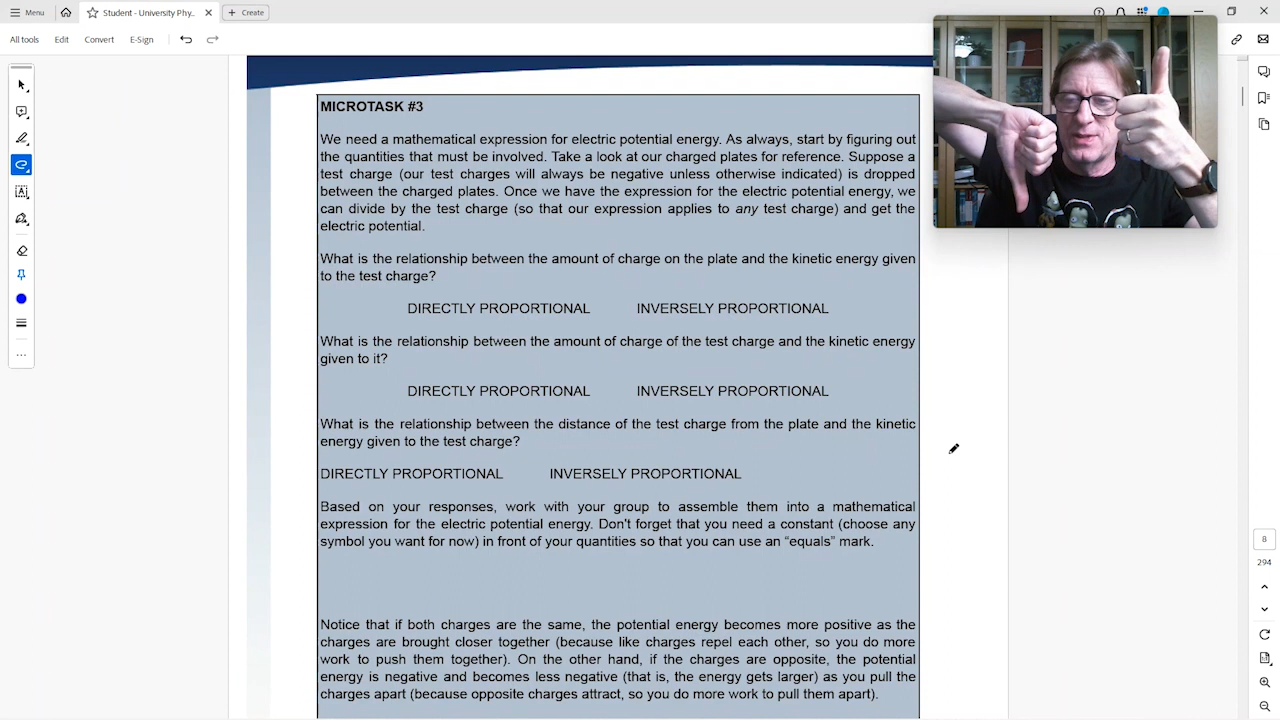 Menu
Student - University Phy...
Create
All tools
Edit
Convert
E-Sign
MICROTASK #3
We need a mathematical expression for electric potential energy. As always, start by figuring out
the quantities that must be involved. Take a look at our charged plates for reference. Suppose a
test charge (our test charges will always be negative unless otherwise indicated) is dropped
between the charged plates. Once we have the expression for the electric potential energy, we
can divide by the test charge (so that our expression applies to any test charge) and get the
electric potential.
What is the relationship between the amount of charge on the plate and the kinetic energy given
to the test charge?
DIRECTLY PROPORTIONAL INVERSELY PROPORTIONAL
What is the relationship between the amount of charge of the test charge and the kinetic energy
given to it?
DIRECTLY PROPORTIONAL INVERSELY PROPORTIONAL
What is the relationship between the distance of the test charge from the plate and the kinetic
energy given to the test charge?
DIRECTLY PROPORTIONAL INVERSELY PROPORTIONAL
Based on your responses, work with your group to assemble them into a mathematical
expression for the electric potential energy. Don't forget that you need a constant (choose any
symbol you want for now) in front of your quantities so that you can use an “equals” mark.
Notice that if both charges are the same, the potential energy becomes more positive as the
charges are brought closer together (because like charges repel each other, so you do more
work to push them together). On the other hand, if the charges are opposite, the potential
energy is negative and becomes less negative (that is, the energy gets larger) as you pull the
charges apart (because opposite charges attract, so you do more work to pull them apart).
8
294